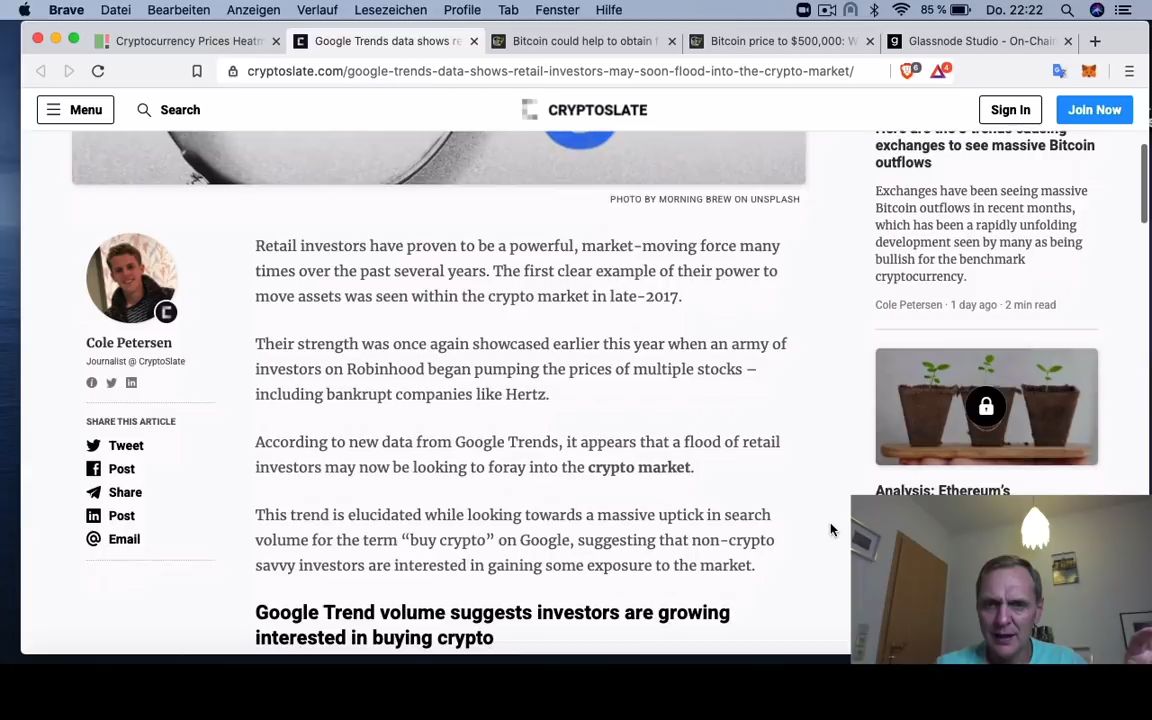 Brave Datei Bearbeiten Anzeigen Verlauf Lesezeichen Profile Tab Fenster Hilfe 85 % Do. 22:22
Cryptocurrency Prices Heatm
Google Trends data shows re
Bitcoin could help to obtain f
Bitcoin price to $500,000: W
Glassnode Studio - On-Chain
cryptoslate.com/google-trends-data-shows-retail-investors-may-soon-flood-into-the-crypto-market/
6
4
Menu
Search
CRYPTOSLATE
Sign In
Join Now
PHOTO BY MORNING BREW ON UNSPLASH
Cole Petersen
Journalist @ CryptoSlate
SHARE THIS ARTICLE
Tweet
Post
Share
Post
Email
Retail investors have proven to be a powerful, market-moving force many
times over the past several years. The first clear example of their power to
move assets was seen within the crypto market in late-2017.
Their strength was once again showcased earlier this year when an army of
investors on Robinhood began pumping the prices of multiple stocks –
including bankrupt companies like Hertz.
According to new data from Google Trends, it appears that a flood of retail
investors may now be looking to foray into the crypto market.
This trend is elucidated while looking towards a massive uptick in search
volume for the term “buy crypto” on Google, suggesting that non-crypto
savvy investors are interested in gaining some exposure to the market.
Google Trend volume suggests investors are growing
interested in buying crypto
Here are the 3 trends causing
exchanges to see massive Bitcoin
outflows
Exchanges have been seeing massive
Bitcoin outflows in recent months,
which has been a rapidly unfolding
development seen by many as being
bullish for the benchmark
cryptocurrency.
Cole Petersen · 1 day ago · 2 min read
Analysis: Ethereum’s